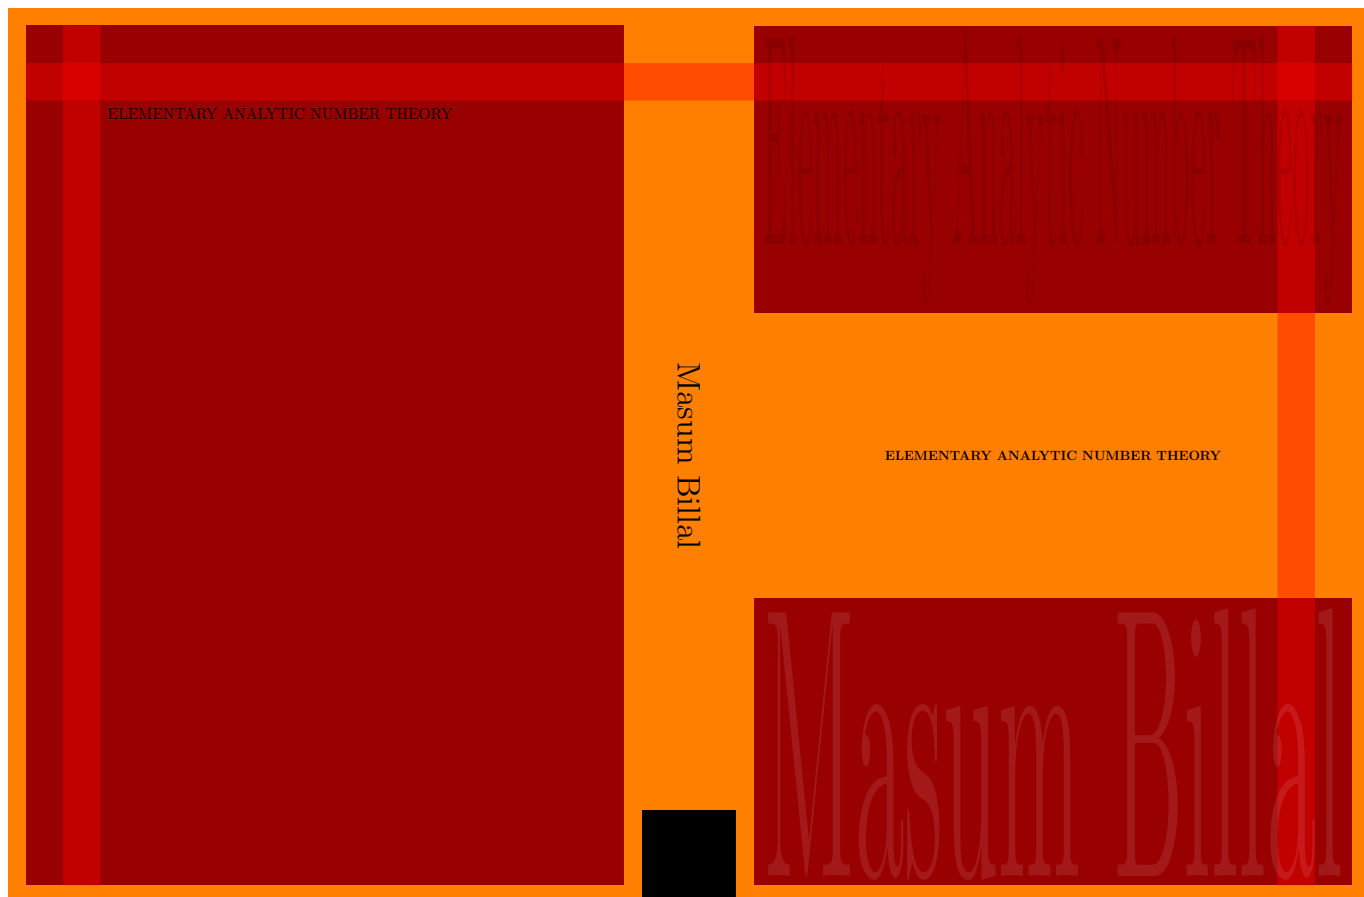 ELEMENTARY ANALYTIC NUMBER THEORY
Masum Billal
Elementary Analytic Number Theory
ELEMENTARY ANALYTIC NUMBER THEORY
Masum Billal